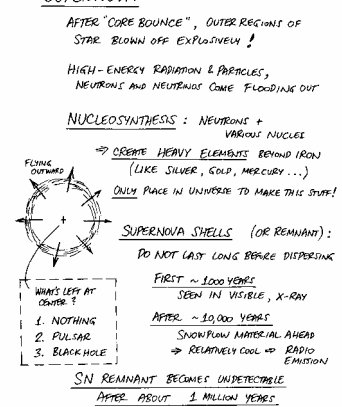 AFTER "CORE BOUNCE", OUTER REGIONS OF
STAR BLOWN OFF EXPLOSIVELY!
HIGH-ENERGY RADIATION & PARTICLES,
NEUTRONS AND NEUTRINOS COME FLOODING OUT
NUCLEOSYNTHESIS : NEUTRONS +
VARIOUS NUCLEI
⇒ CREATE HEAVY ELEMENTS BEYOND IRON
(LIKE SILVER, GOLD, MERCURY...)
ONLY PLACE IN UNIVERSE TO MAKE THIS STUFF!
FLYING
OUTWARD
SUPERNOVA SHELLS (OR REMNANT) :
DO NOT LAST LONG BEFORE DISPERSING
FIRST ~ 1000 YEARS
SEEN IN VISIBLE, X-RAY
AFTER ~ 10,000 YEARS
SNOWPLOW MATERIAL AHEAD
⇒ RELATIVELY COOL ⇒ RADIO
EMISSION
WHAT'S LEFT AT
CENTER ?
1. NOTHING
2. PULSAR
3. BLACK HOLE
SN REMNANT BECOMES UNDETECTABLE
AFTER ABOUT 1 MILLION YEARS